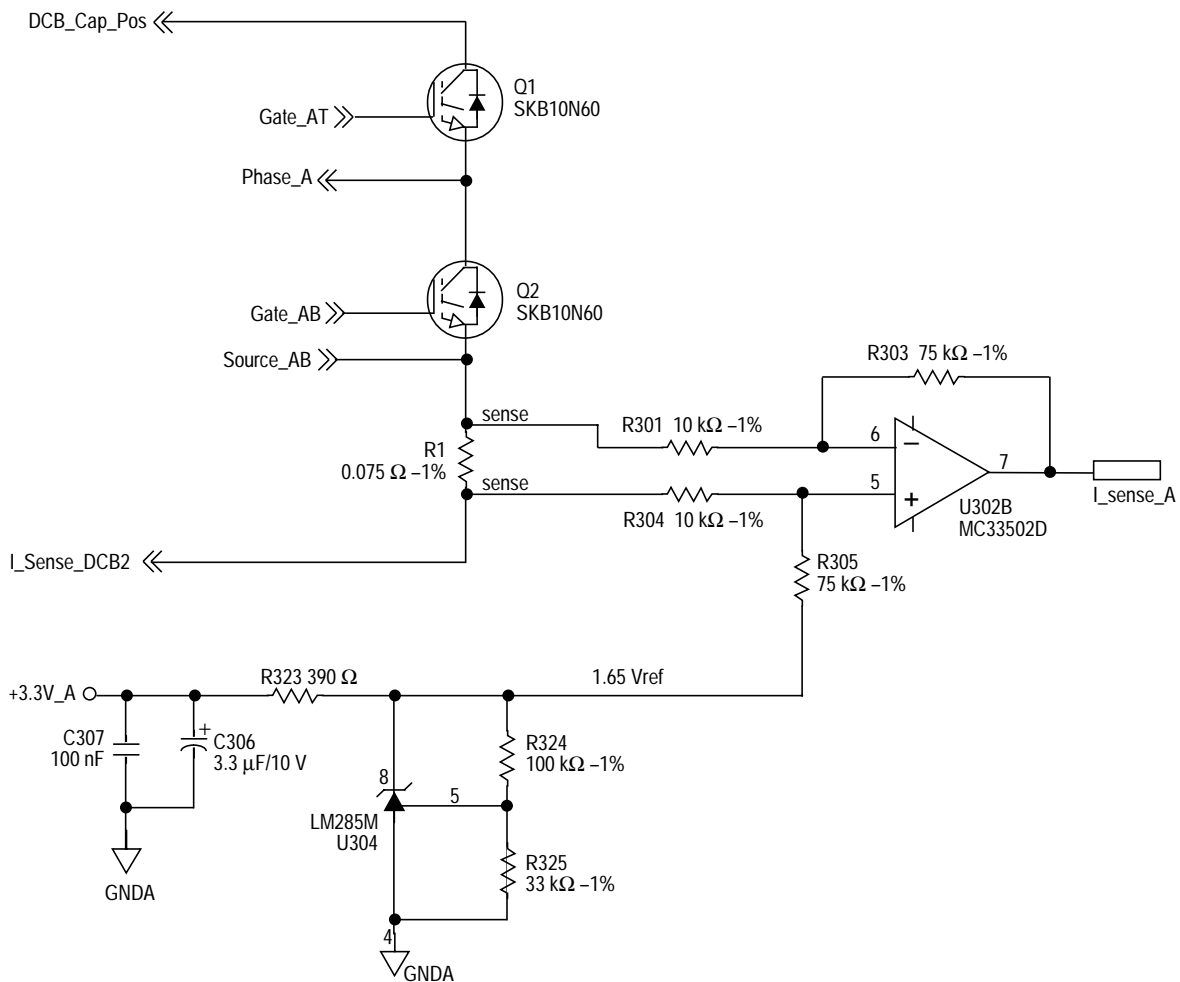 DCB_Cap_Pos
Q1
SKB10N60
Gate_AT
Phase_A
Q2
SKB10N60
Gate_AB
Source_AB
R303 75 kΩ –1%
sense
R301 10 kΩ –1%
6
–
R1
0.075 Ω –1%
7
sense
5
+
I_sense_A
R304 10 kΩ –1%
U302B
MC33502D
I_Sense_DCB2
R305
75 kΩ –1%
R323 390 Ω
1.65 Vref
+3.3V_A
C307
100 nF
+
C306
3.3 µF/10 V
R324
100 kΩ –1%
8
5
LM285M
U304
R325
33 kΩ –1%
GNDA
4
GNDA